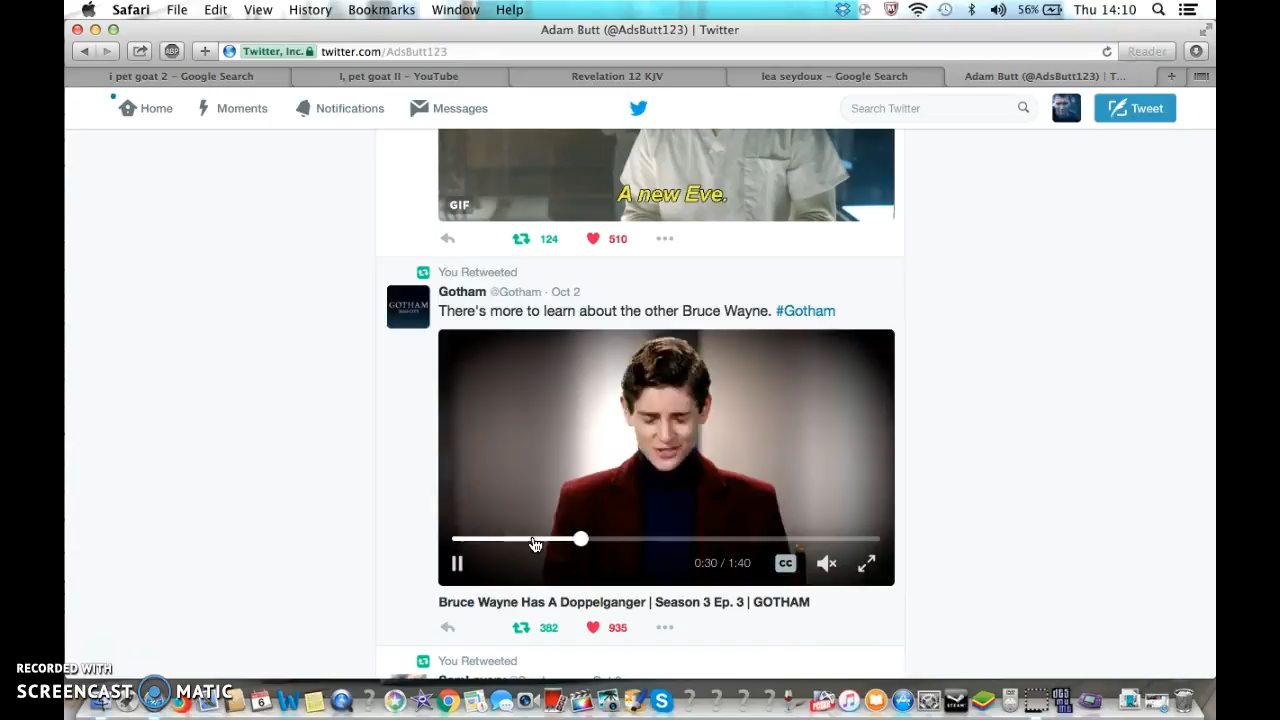 Safari File Edit View History Bookmarks Window Help 56% Thu 14:10
Adam Butt (@AdsButt123) | Twitter
ABP + Twitter, Inc. twitter.com/AdsButt123 Reader
i pet goat 2 – Google Search I, pet goat II – YouTube Revelation 12 KJV lea seydoux – Google Search Adam Butt (@AdsButt123) | T... +
Home Moments Notifications Messages Search Twitter Tweet
A new Eve.
GIF
124 510
You Retweeted
Gotham @Gotham · Oct 2
GOTHAM
There's more to learn about the other Bruce Wayne. #Gotham
0:30 / 1:40 CC
Bruce Wayne Has A Doppelganger | Season 3 Ep. 3 | GOTHAM
382 935
You Retweeted
RECORDED WITH
SCREENCAST MATIC